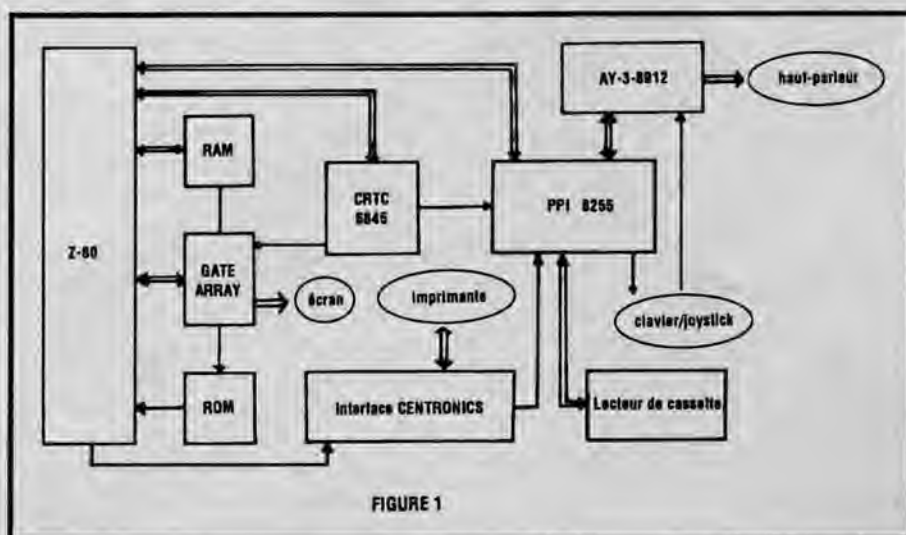 AY-3-8912
haut-parleur
RAM
CRTC
6845
PPI 8255
Z-80
GATE
ARRAY
écran
imprimante
clavier/joystick
ROM
Interface CENTRONICS
Lecteur de cassette
FIGURE 1